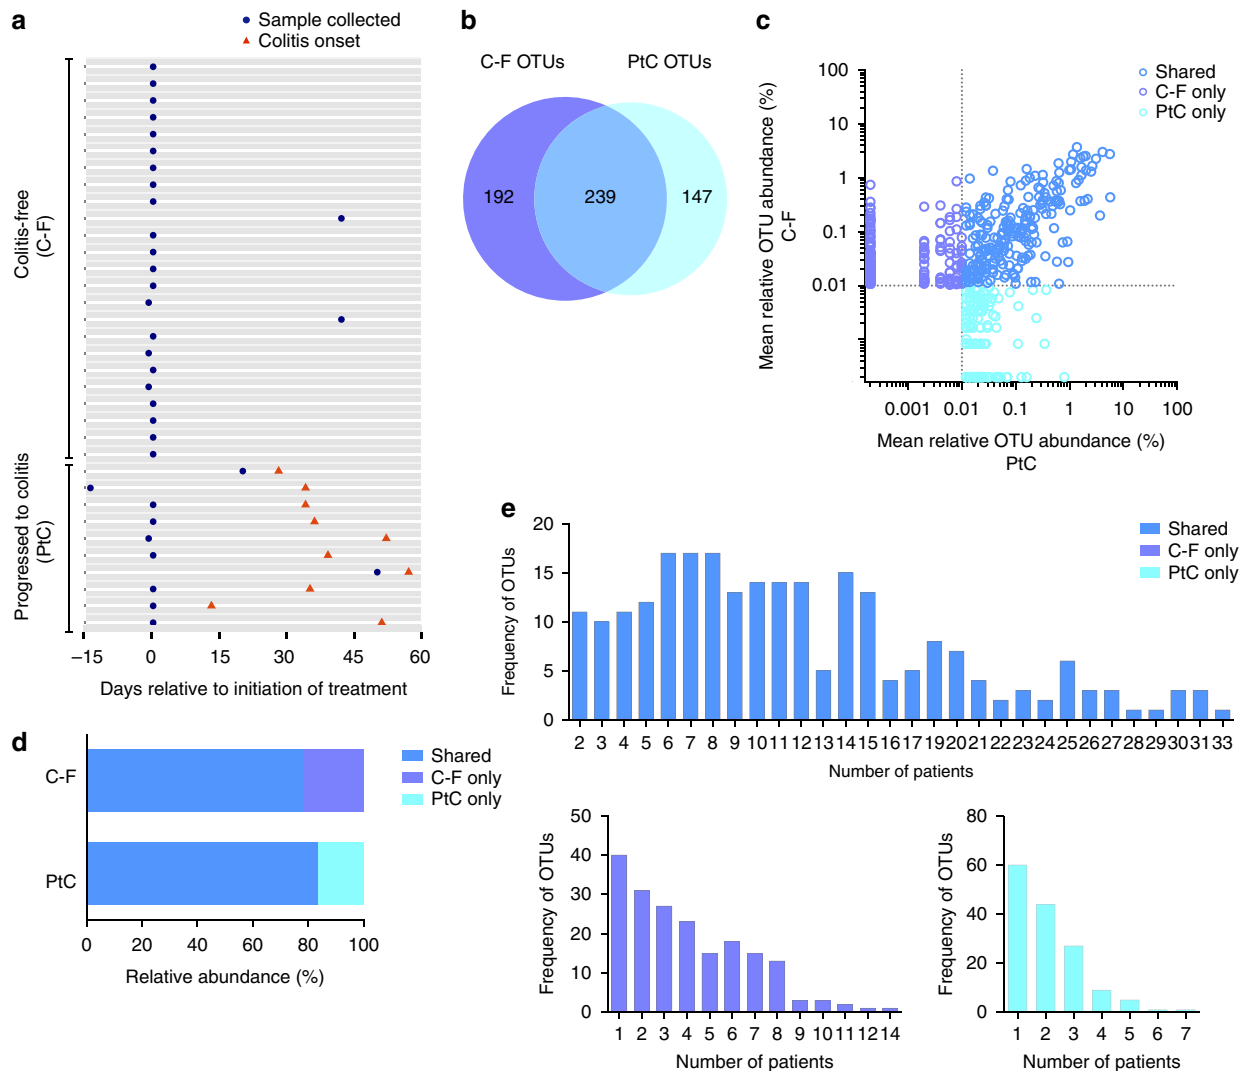 a
Sample collected
Colitis onset
Colitis-free
(C-F)
Progressed to colitis
(PtC)
−15 0 15 30 45 60
Days relative to initiation of treatment
b
C-F OTUs PtC OTUs
192 239 147
c
Shared
C-F only
PtC only
Mean relative OTU abundance (%)
C-F
100
10
1
0.1
0.01
0.001 0.01 0.1 1 10 100
Mean relative OTU abundance (%)
PtC
d
Shared
C-F only
PtC only
C-F
PtC
0 20 40 60 80 100
Relative abundance (%)
e
Shared
C-F only
PtC only
Frequency of OTUs
20
15
10
5
0
2 3 4 5 6 7 8 9 10 11 12 13 14 15 16 17 19 20 21 22 23 24 25 26 27 28 29 30 31 33
Number of patients
Frequency of OTUs
50
40
30
20
10
0
1 2 3 4 5 6 7 8 9 10 11 12 14
Number of patients
Frequency of OTUs
80
60
40
20
0
1 2 3 4 5 6 7
Number of patients